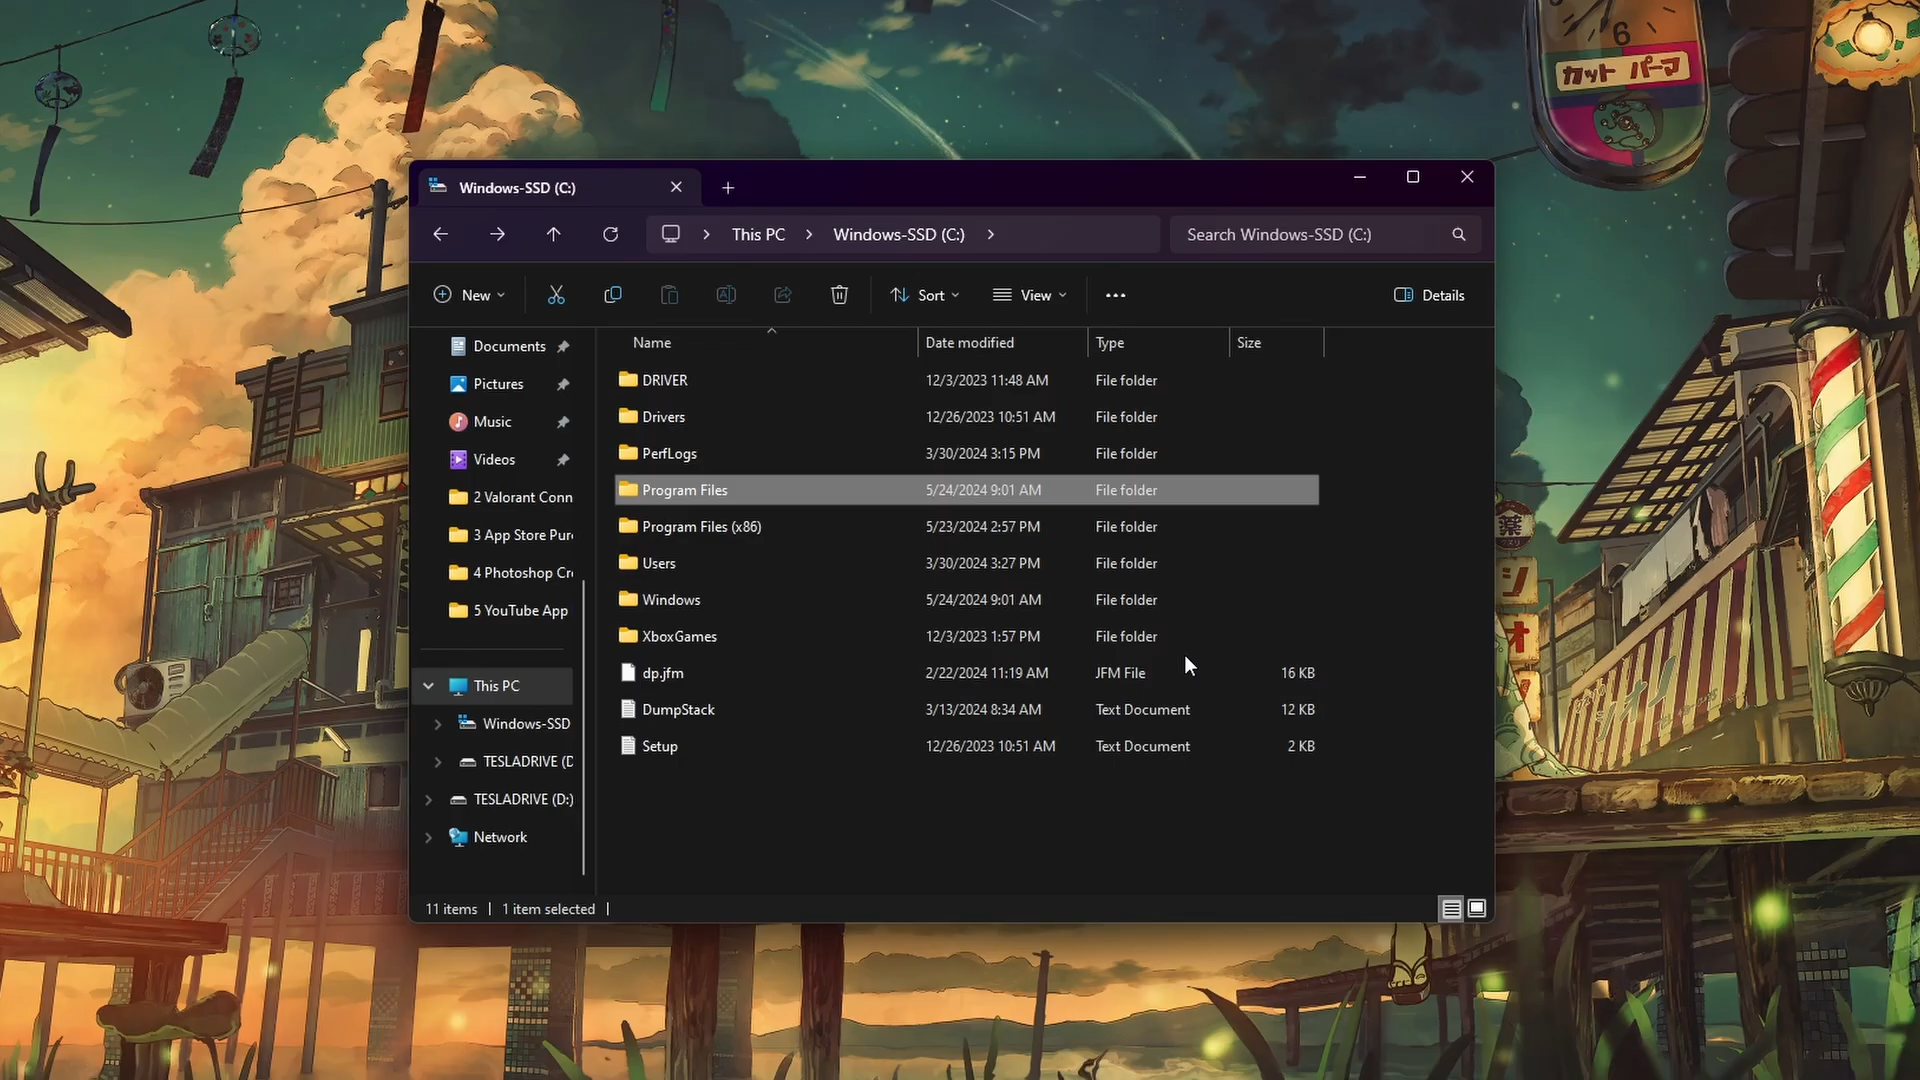 6
カット パーマ
Windows-SSD (C:)
This PC
Windows-SSD (C:)
Search Windows-SSD (C:)
New
Sort
View
Details
Name Date modified Type Size
Documents
Pictures
Music
Videos
2 Valorant Conn
3 App Store Pur
4 Photoshop Cr
5 YouTube App
This PC
Windows-SSD
TESLADRIVE (D
TESLADRIVE (D:)
Network
DRIVER 12/3/2023 11:48 AM File folder
Drivers 12/26/2023 10:51 AM File folder
PerfLogs 3/30/2024 3:15 PM File folder
Program Files 5/24/2024 9:01 AM File folder
Program Files (x86) 5/23/2024 2:57 PM File folder
Users 3/30/2024 3:27 PM File folder
Windows 5/24/2024 9:01 AM File folder
XboxGames 12/3/2023 1:57 PM File folder
dp.jfm 2/22/2024 11:19 AM JFM File 16 KB
DumpStack 3/13/2024 8:34 AM Text Document 12 KB
Setup 12/26/2023 10:51 AM Text Document 2 KB
11 items
1 item selected
薬